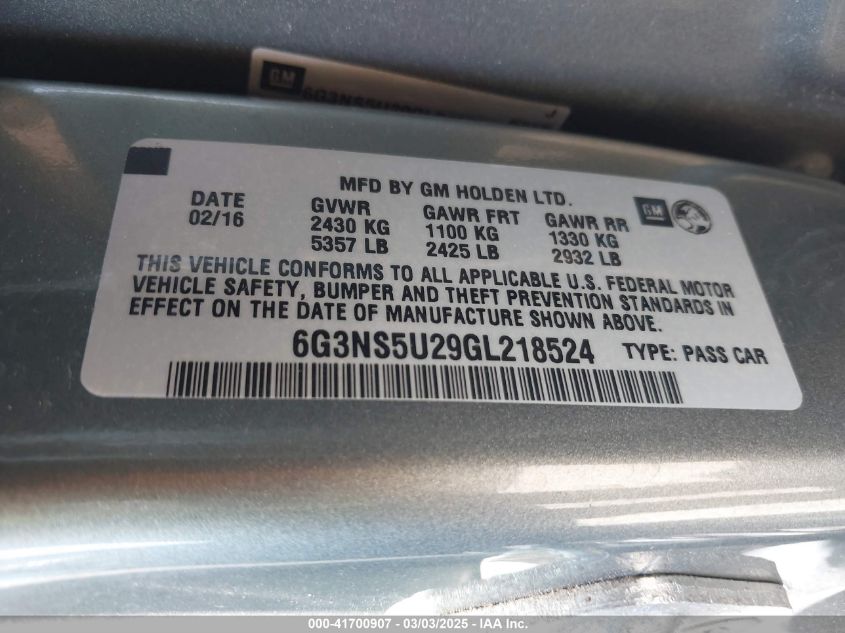 GM
6G3NS5U29GL
MFD BY GM HOLDEN LTD.
GM
DATE GVWR GAWR FRT GAWR RR
02/16 2430 KG 1100 KG 1330 KG
5357 LB 2425 LB 2932 LB
THIS VEHICLE CONFORMS TO ALL APPLICABLE U.S. FEDERAL MOTOR
VEHICLE SAFETY, BUMPER AND THEFT PREVENTION STANDARDS IN
EFFECT ON THE DATE OF MANUFACTURE SHOWN ABOVE.
6G3NS5U29GL218524 TYPE: PASS CAR
000-41700907 - 03/03/2025 - IAA Inc.